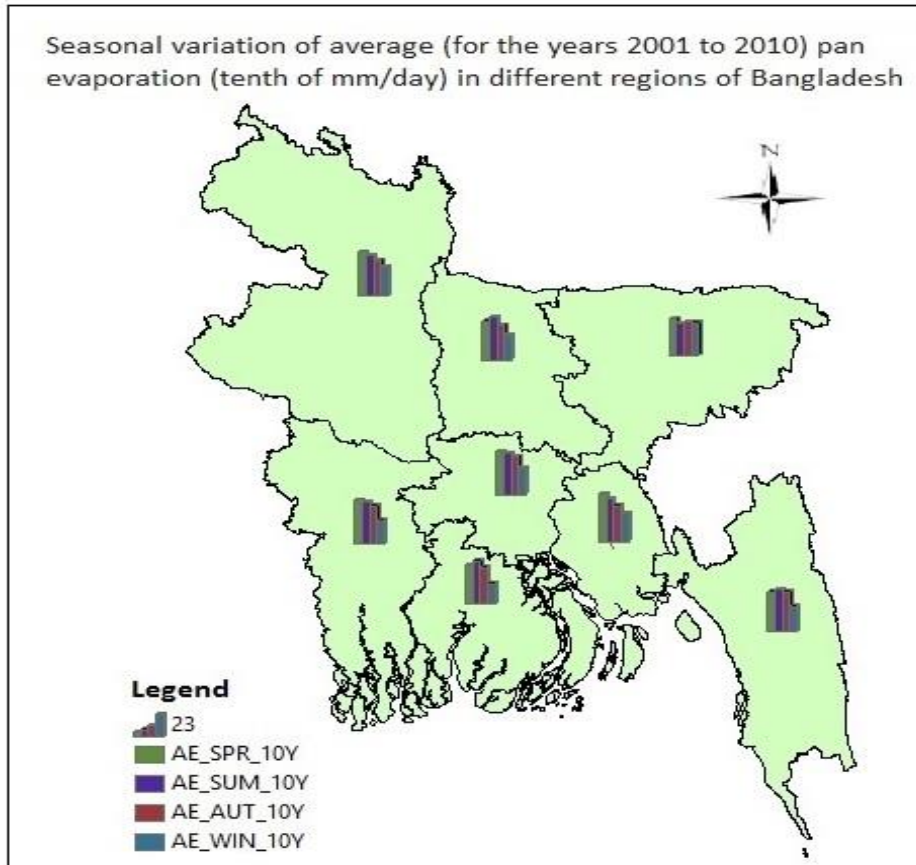 Seasonal variation of average (for the years 2001 to 2010) pan
evaporation (tenth of mm/day) in different regions of Bangladesh
N
Legend
23
AE_SPR_10Y
AE_SUM_10Y
AE_AUT_10Y
AE_WIN_10Y